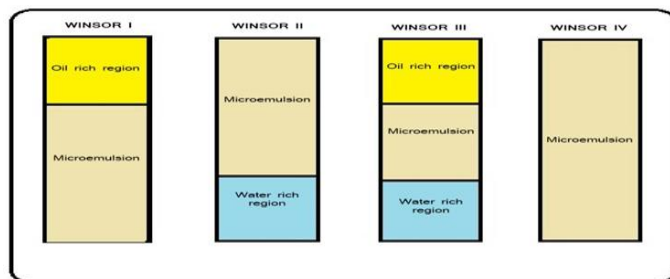 WINSOR I
Oil rich region
Microemulsion
WINSOR II
Microemulsion
Water rich
region
WINSOR III
Oil rich region
Microemulsion
Water rich
region
WINSOR IV
Microemulsion